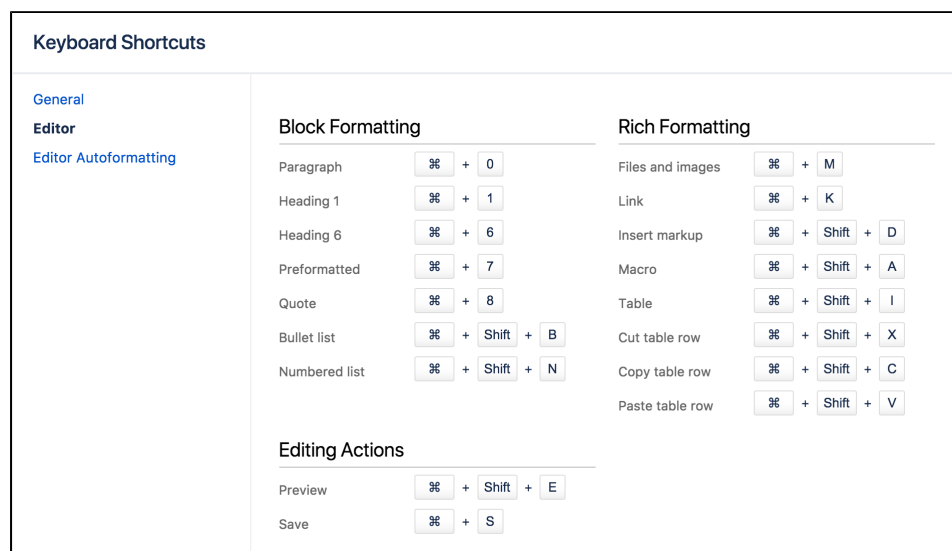 Keyboard Shortcuts
General
Editor
Editor Autoformatting
Block Formatting
Paragraph ⌘ + 0
Heading 1 ⌘ + 1
Heading 6 ⌘ + 6
Preformatted ⌘ + 7
Quote ⌘ + 8
Bullet list ⌘ + Shift + B
Numbered list ⌘ + Shift + N
Rich Formatting
Files and images ⌘ + M
Link ⌘ + K
Insert markup ⌘ + Shift + D
Macro ⌘ + Shift + A
Table ⌘ + Shift + I
Cut table row ⌘ + Shift + X
Copy table row ⌘ + Shift + C
Paste table row ⌘ + Shift + V
Editing Actions
Preview ⌘ + Shift + E
Save ⌘ + S